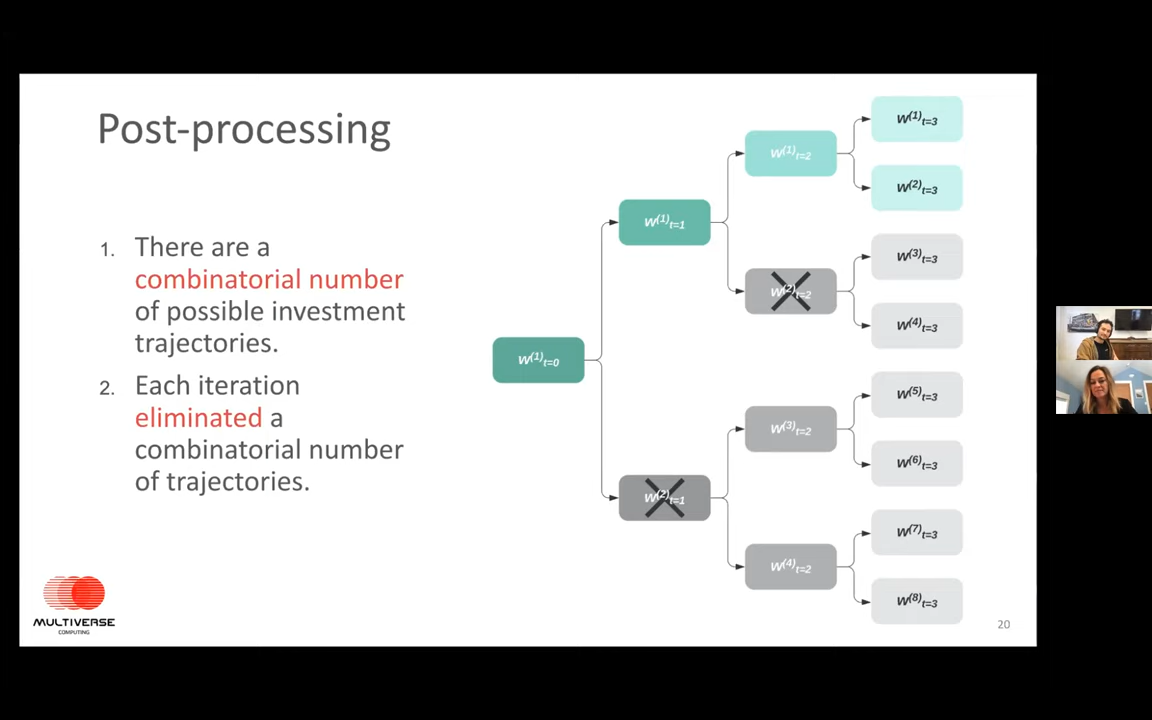 Post-processing
1. There are a
combinatorial number
of possible investment
trajectories.
2. Each iteration
eliminated a
combinatorial number
of trajectories.
w(1)t=0
w(1)t=1
w(2)t=1
w(1)t=2
w(2)t=2
w(3)t=2
w(4)t=2
w(1)t=3
w(2)t=3
w(3)t=3
w(4)t=3
w(5)t=3
w(6)t=3
w(7)t=3
w(8)t=3
MULTIVERSE
COMPUTING
20